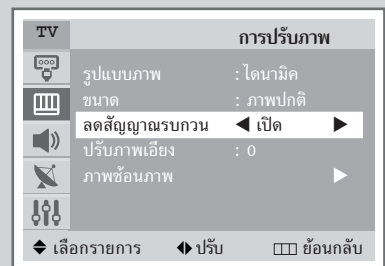 TV การปรับภาพ
รูปแบบภาพ : ไดนามิค
ขนาด : ภาพปกติ
ลดสัญญาณรบกวน ◀ เปิด ▶
ปรับภาพเอียง : 0
ภาพซ้อนภาพ ▶
เลือกรายการ ปรับ ย้อนกลับ